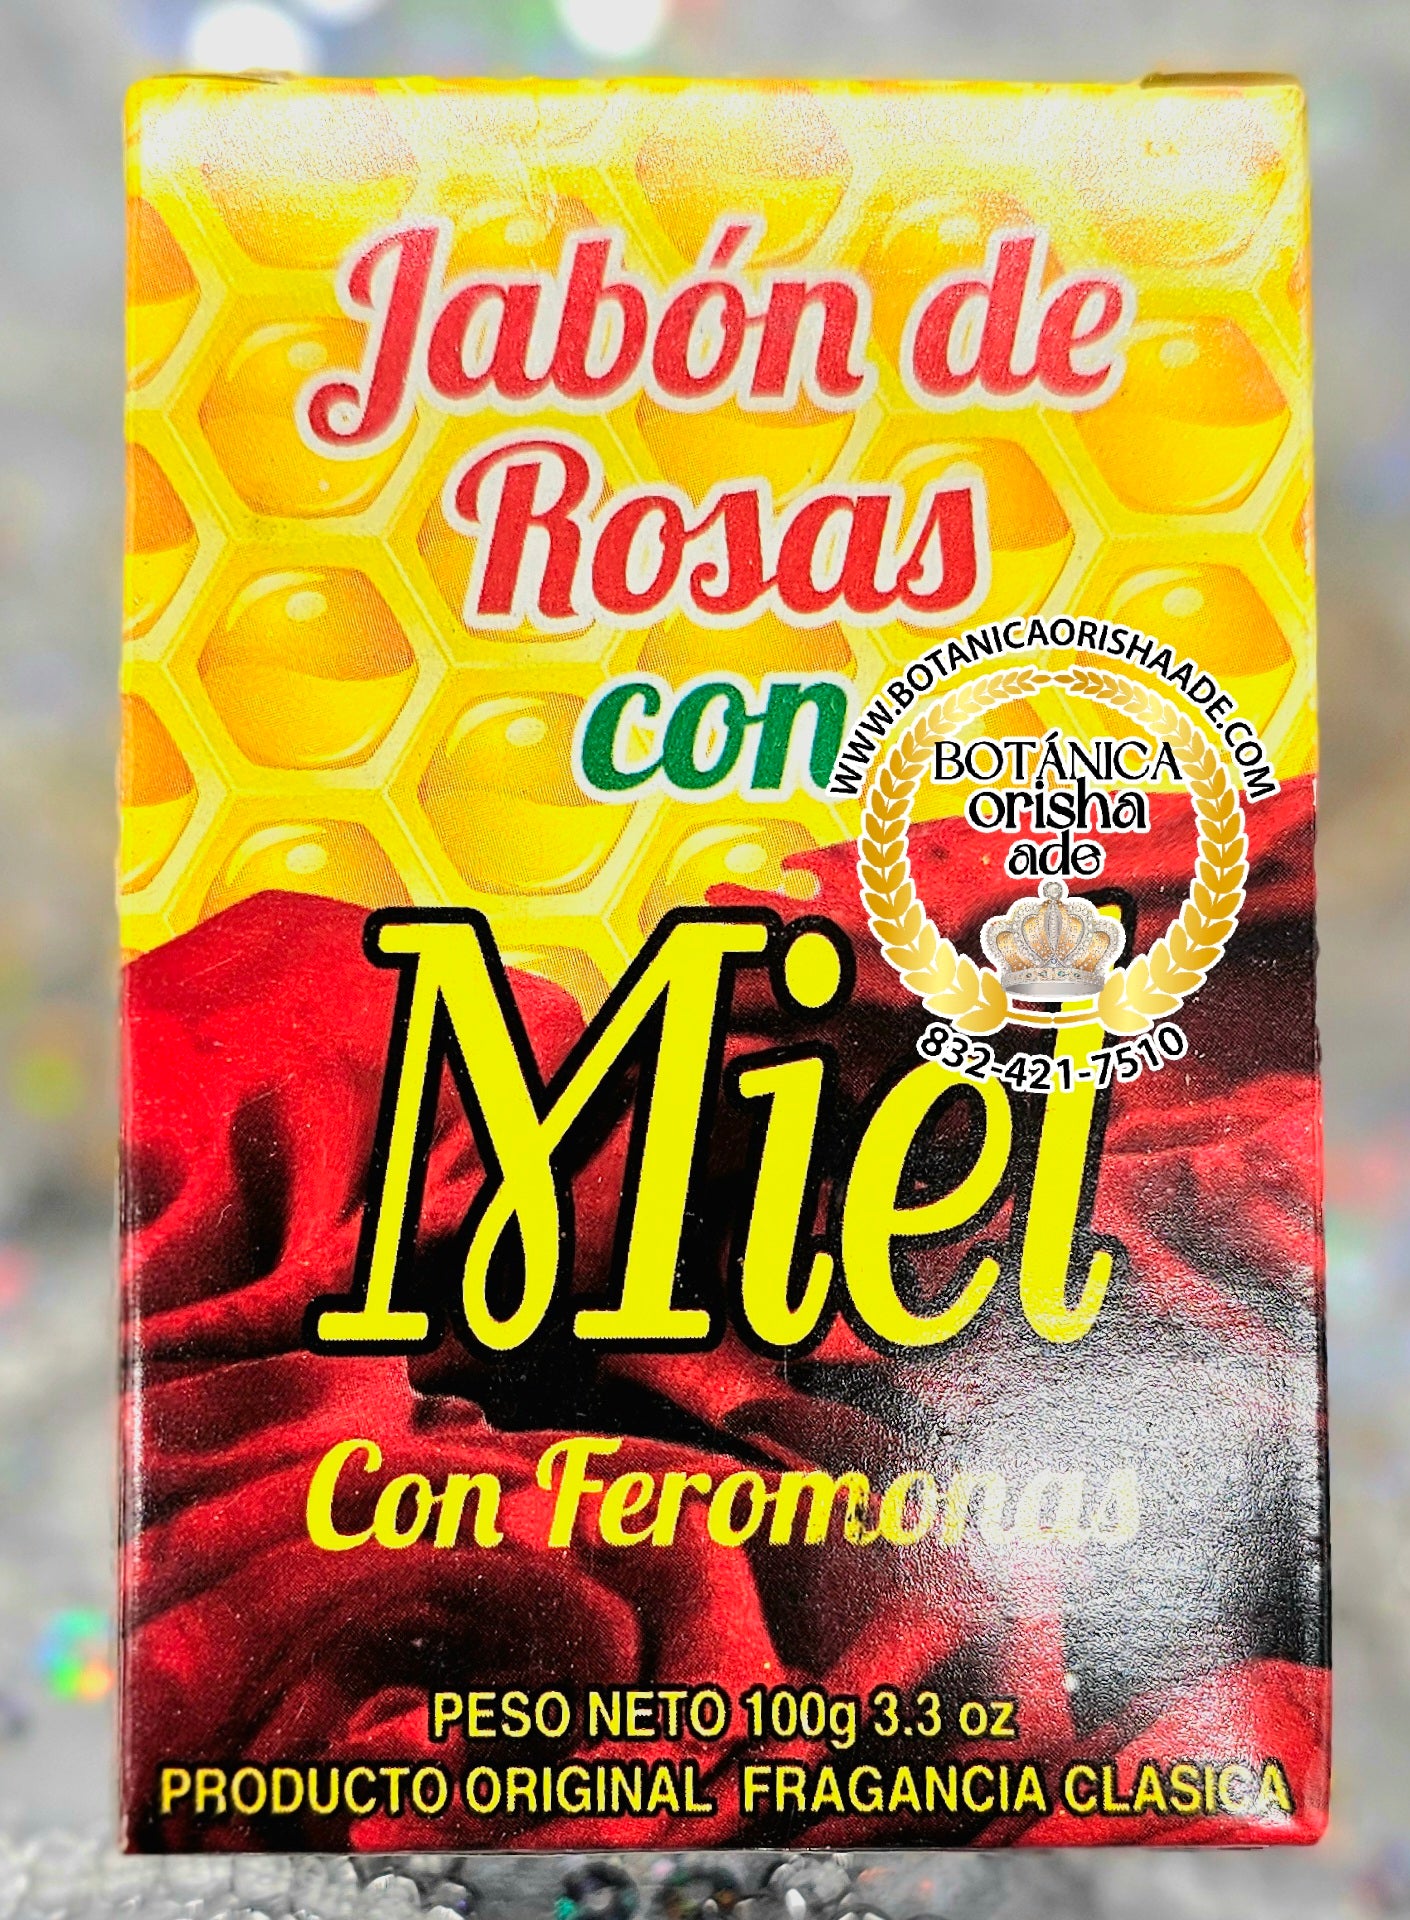 Jabón de
Rosas
con
WWW.BOTANICAORISHAADE.COM
BOTÁNICA
orisha
ade
832-421-7510
Miel
Con Feromonas
PESO NETO 100g 3.3 oz
PRODUCTO ORIGINAL FRAGANCIA CLASICA